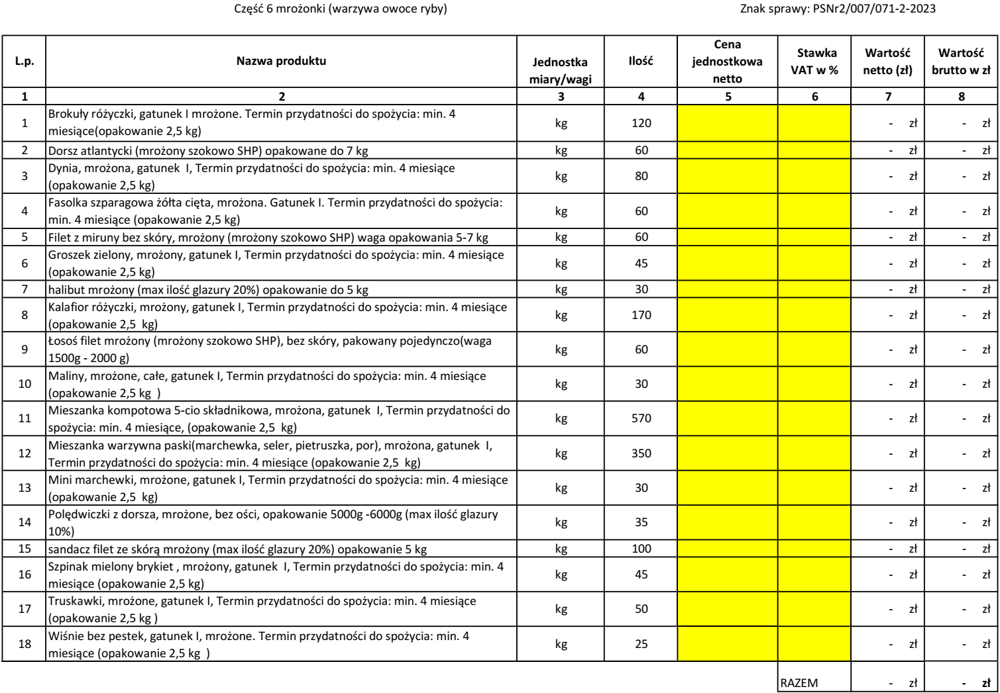 Część 6 mrożonki (warzywa owoce ryby) Znak sprawy: PSNr2/007/071-2-2023
L.p. Nazwa produktu Jednostka miary/wagi Ilość Cena jednostkowa netto Stawka VAT w % Wartość netto (zł) Wartość brutto w zł
1 2 3 4 5 6 7 8
1 Brokuły różyczki, gatunek I mrożone. Termin przydatności do spożycia: min. 4
miesiące(opakowanie 2,5 kg) kg 120 - zł - zł
2 Dorsz atlantycki (mrożony szokowo SHP) opakowane do 7 kg kg 60 - zł - zł
3 Dynia, mrożona, gatunek I, Termin przydatności do spożycia: min. 4 miesiące
(opakowanie 2,5 kg) kg 80 - zł - zł
4 Fasolka szparagowa żółta cięta, mrożona. Gatunek I. Termin przydatności do spożycia:
min. 4 miesiące (opakowanie 2,5 kg) kg 60 - zł - zł
5 Filet z miruny bez skóry, mrożony (mrożony szokowo SHP) waga opakowania 5-7 kg kg 60 - zł - zł
6 Groszek zielony, mrożony, gatunek I, Termin przydatności do spożycia: min. 4 miesiące
(opakowanie 2,5 kg) kg 45 - zł - zł
7 halibut mrożony (max ilość glazury 20%) opakowanie do 5 kg kg 30 - zł - zł
8 Kalafior różyczki, mrożony, gatunek I, Termin przydatności do spożycia: min. 4 miesiące
(opakowanie 2,5 kg) kg 170 - zł - zł
9 Łosoś filet mrożony (mrożony szokowo SHP), bez skóry, pakowany pojedynczo(waga
1500g - 2000 g) kg 60 - zł - zł
10 Maliny, mrożone, całe, gatunek I, Termin przydatności do spożycia: min. 4 miesiące
(opakowanie 2,5 kg ) kg 30 - zł - zł
11 Mieszanka kompotowa 5-cio składnikowa, mrożona, gatunek I, Termin przydatności do
spożycia: min. 4 miesiące, (opakowanie 2,5 kg) kg 570 - zł - zł
12 Mieszanka warzywna paski(marchewka, seler, pietruszka, por), mrożona, gatunek I,
Termin przydatności do spożycia: min. 4 miesiące (opakowanie 2,5 kg) kg 350 - zł - zł
13 Mini marchewki, mrożone, gatunek I, Termin przydatności do spożycia: min. 4 miesiące
(opakowanie 2,5 kg) kg 30 - zł - zł
14 Polędwiczki z dorsza, mrożone, bez ości, opakowanie 5000g -6000g (max ilość glazury
10%) kg 35 - zł - zł
15 sandacz filet ze skórą mrożony (max ilość glazury 20%) opakowanie 5 kg kg 100 - zł - zł
16 Szpinak mielony brykiet , mrożony, gatunek I, Termin przydatności do spożycia: min. 4
miesiące (opakowanie 2,5 kg) kg 45 - zł - zł
17 Truskawki, mrożone, gatunek I, Termin przydatności do spożycia: min. 4 miesiące
(opakowanie 2,5 kg ) kg 50 - zł - zł
18 Wiśnie bez pestek, gatunek I, mrożone. Termin przydatności do spożycia: min. 4
miesiące (opakowanie 2,5 kg ) kg 25 - zł - zł
RAZEM - zł - zł